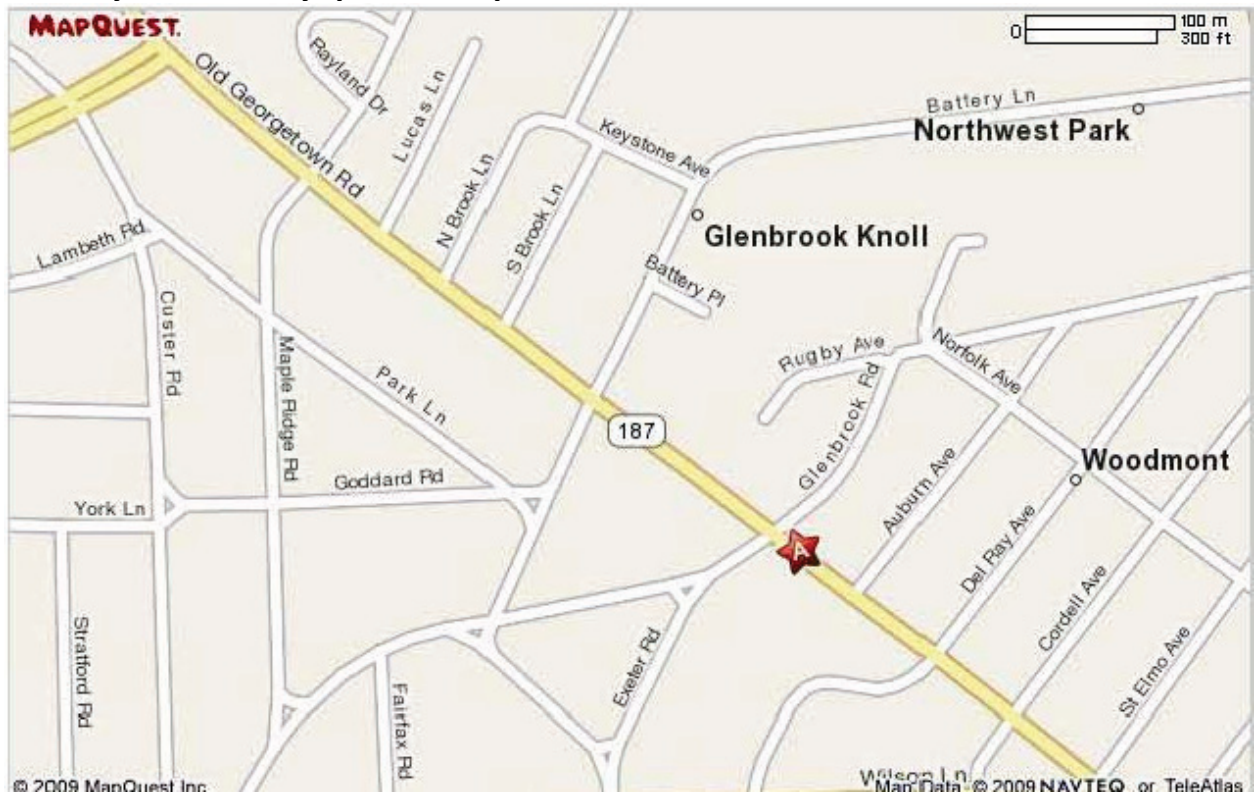 MAPQUEST.
0
100 m
300 ft
Rayland Dr
Old Georgetown Rd
Lucas Ln
Battery Ln
Northwest Park
Keystone Ave
N Brook Ln
S Brook Ln
Glenbrook Knoll
Lambeth Rd
Battery Pl
Custer Rd
Maple Ridge Rd
Park Ln
Rugby Ave
Norfolk Ave
Glenbrook Rd
187
Woodmont
Goddard Rd
York Ln
Auburn Ave
A
Del Ray Ave
Cordell Ave
St Elmo Ave
Stratford Rd
Fairfax Rd
Exeter Rd
Wilson Ln
© 2009 MapQuest Inc
Map Data © 2009 NAVTEQ or TeleAtlas